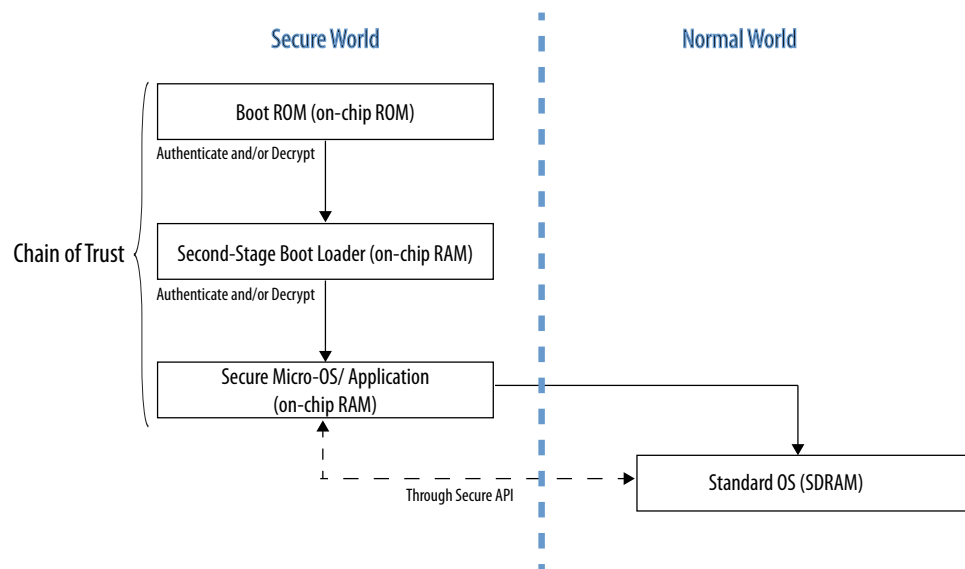 Secure World
Normal World
Boot ROM (on-chip ROM)
Authenticate and/or Decrypt
Chain of Trust
Second-Stage Boot Loader (on-chip RAM)
Authenticate and/or Decrypt
Secure Micro-OS/ Application
(on-chip RAM)
Through Secure API
Standard OS (SDRAM)